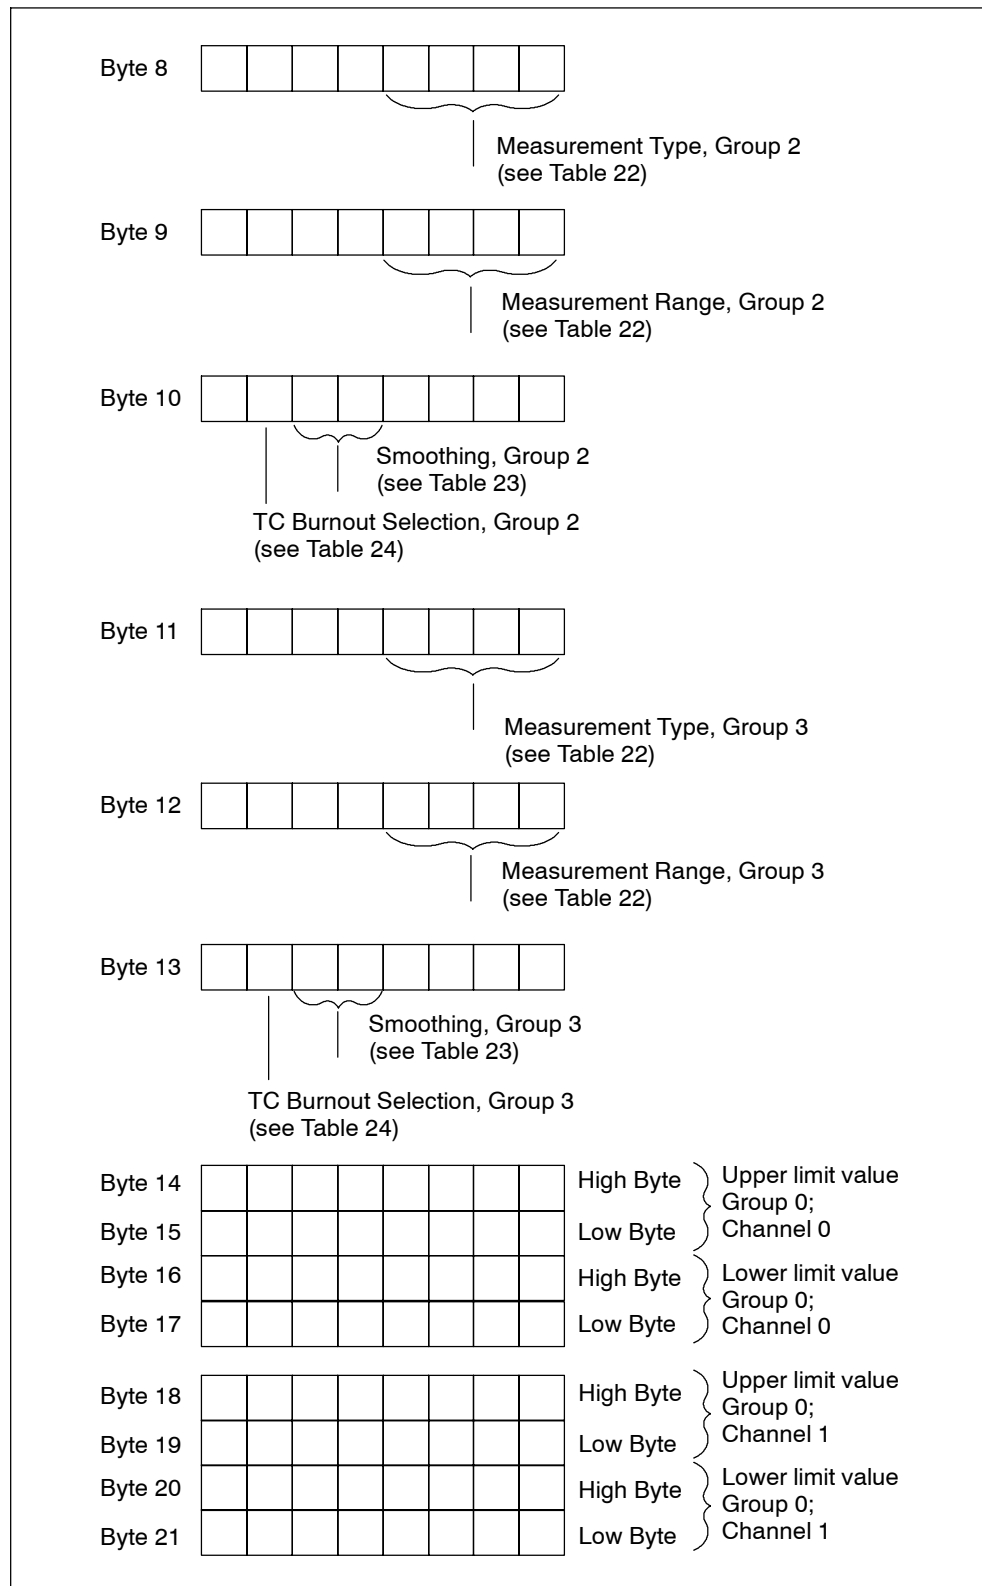 Byte 8
Measurement Type, Group 2
(see Table 22)
Byte 9
Measurement Range, Group 2
(see Table 22)
Byte 10
Smoothing, Group 2
(see Table 23)
TC Burnout Selection, Group 2
(see Table 24)
Byte 11
Measurement Type, Group 3
(see Table 22)
Byte 12
Measurement Range, Group 3
(see Table 22)
Byte 13
Smoothing, Group 3
(see Table 23)
TC Burnout Selection, Group 3
(see Table 24)
Byte 14
High Byte
Byte 15
Low Byte
Upper limit value
Group 0;
Channel 0
Byte 16
High Byte
Byte 17
Low Byte
Lower limit value
Group 0;
Channel 0
Byte 18
High Byte
Byte 19
Low Byte
Upper limit value
Group 0;
Channel 1
Byte 20
High Byte
Byte 21
Low Byte
Lower limit value
Group 0;
Channel 1